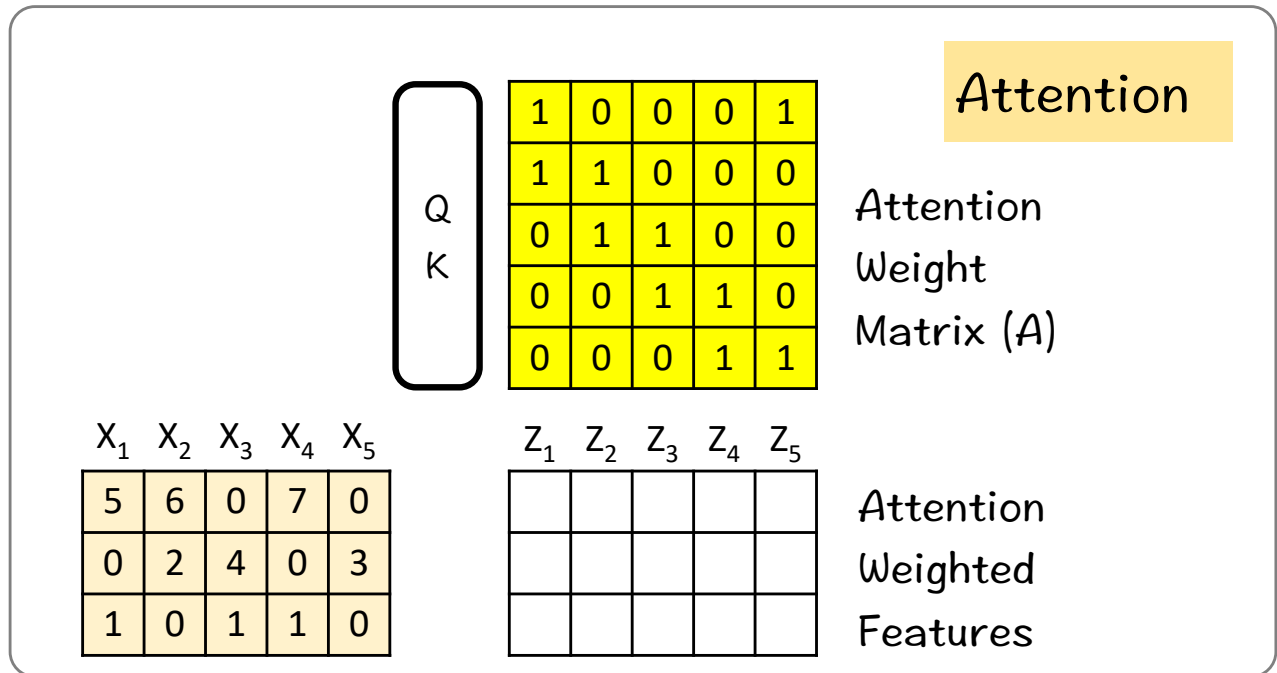 Attention
1 0 0 0 1
1 1 0 0 0
Q
0 1 1 0 0
K
0 0 1 1 0
0 0 0 1 1
Attention
Weight
Matrix (A)
X₁ X₂ X₃ X₄ X₅
5 6 0 7 0
0 2 4 0 3
1 0 1 1 0
Z₁ Z₂ Z₃ Z₄ Z₅
Attention
Weighted
Features